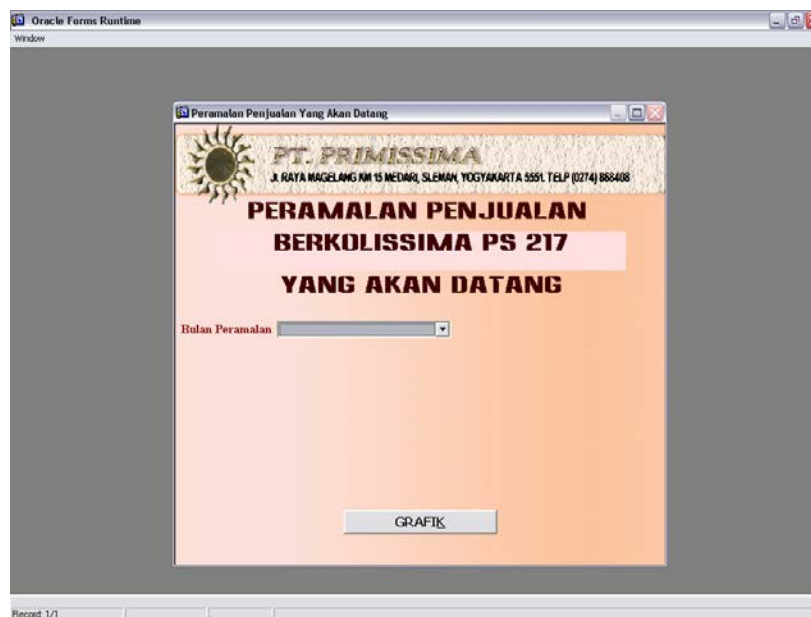 Oracle Forms Runtime
Window
Peramalan Penjualan Yang Akan Datang
PT. PRIMISSIMA
JL RAYA MAGELANG KM 15 MEDARI, SLEMAN, YOGYAKARTA 5551. TELP (0274) 868408
PERAMALAN PENJUALAN
BERKOLISSIMA PS 217
YANG AKAN DATANG
Bulan Peramalan
GRAFIK
Record: 1/1